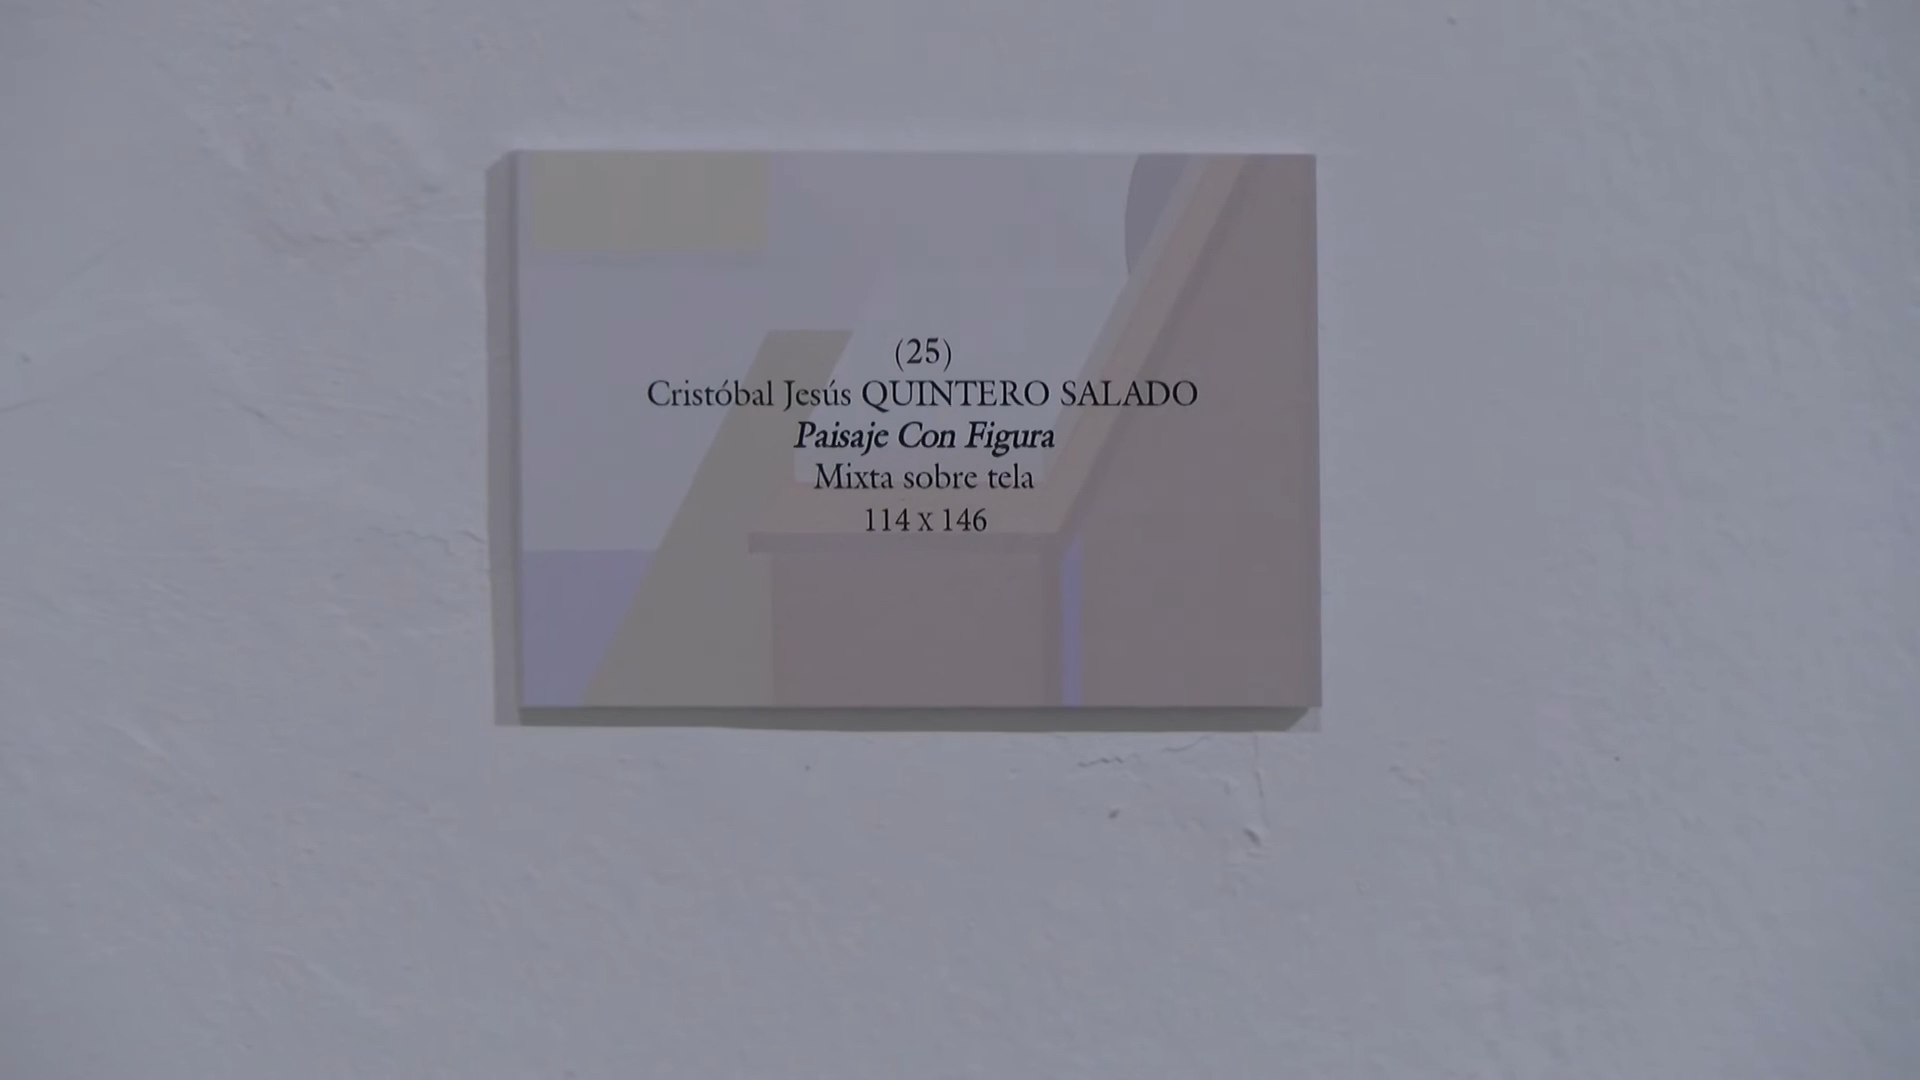 (25)
Cristóbal Jesús QUINTERO SALADO
Paisaje Con Figura
Mixta sobre tela
114 x 146